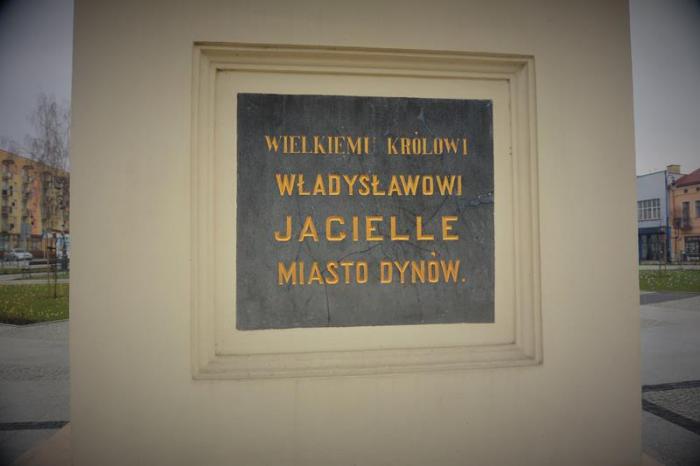 WIELKIEMU KRÓLOWI
WŁADYSŁAWOWI
JACIELLE
MIASTO DYNÓW.